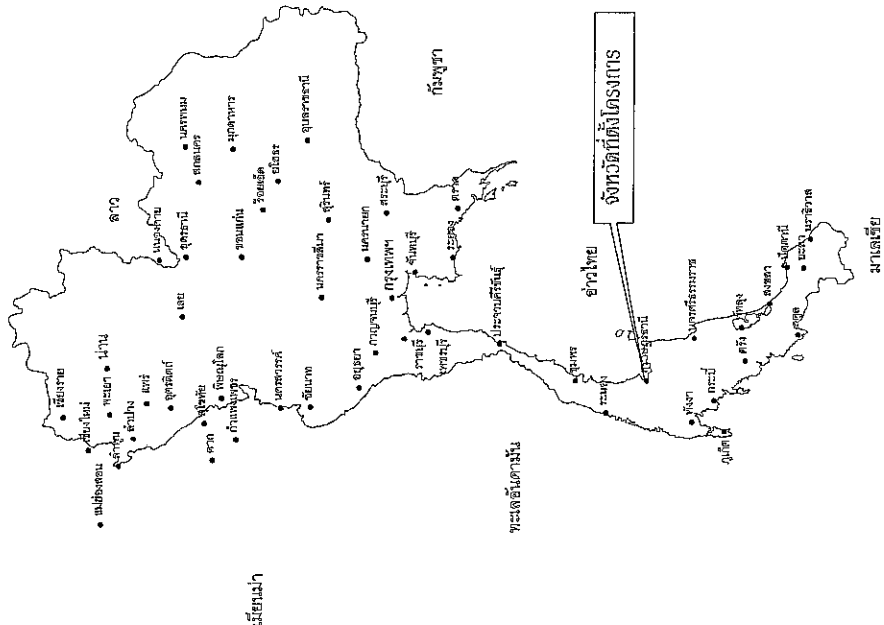 เชียงราย
เชียงใหม่
แม่ฮ่องสอน
พะเยา
น่าน
ลำพูน
ลำปาง
แพร่
อุตรดิตถ์
สุโขทัย
ตาก
พิษณุโลก
กำแพงเพชร
นครสวรรค์
ชัยนาท
อยุธยา
กาญจนบุรี
ราชบุรี
เพชรบุรี
ลาว
หนองคาย
อุดรธานี
เลย
นครพนม
สกลนคร
มุกดาหาร
ขอนแก่น
ร้อยเอ็ด
ยโสธร
อุบลราชธานี
สุรินทร์
นครราชสีมา
นครนายก
สระบุรี
กรุงเทพฯ
จันทบุรี
ระยอง
ตราด
กัมพูชา
เมียนม่า
ประจวบคีรีขันธ์
ทะเลอันดามัน
อ่าวไทย
จังหวัดที่ตั้งโครงการ
ชุมพร
ระนอง
นครศรีธรรมราช
พังงา
กระบี่
ภูเก็ต
ตรัง
สงขลา
สตูล
ปัตตานี
ยะลา
นราธิวาส
มาเลเซีย